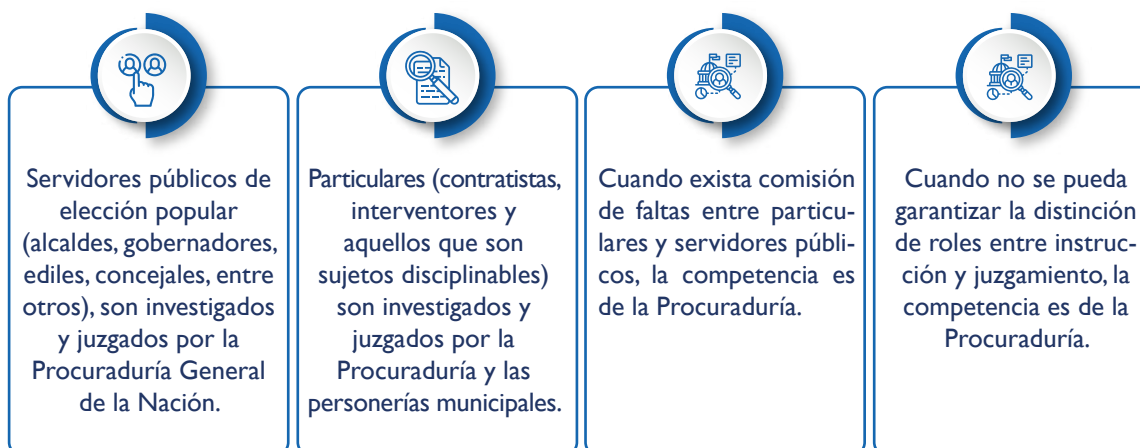 Servidores públicos de
elección popular
(alcaldes, gobernadores,
ediles, concejales, entre
otros), son investigados
y juzgados por la
Procuraduría General
de la Nación.
Particulares (contratistas,
interventores y
aquellos que son
sujetos disciplinables)
son investigados y
juzgados por la
Procuraduría y las
personerías municipales.
Cuando exista comisión
de faltas entre particu-
lares y servidores públi-
cos, la competencia es
de la Procuraduría.
Cuando no se pueda
garantizar la distinción
de roles entre instruc-
ción y juzgamiento, la
competencia es de la
Procuraduría.